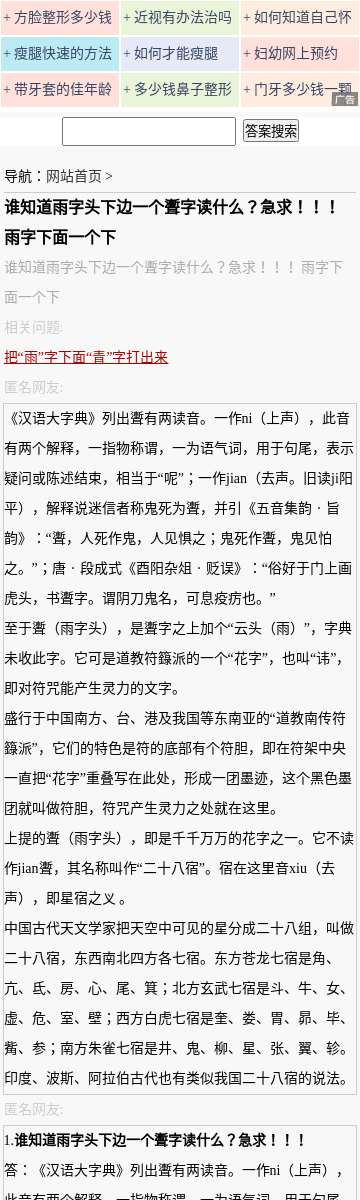 + 方脸整形多少钱
+ 近视有办法治吗
+ 如何知道自己怀
+ 瘦腿快速的方法
+ 如何才能瘦腿
+ 妇幼网上预约
+ 带牙套的佳年龄
+ 多少钱鼻子整形
+ 门牙多少钱一颗
广告
答案搜索
导航：网站首页 >
谁知道雨字头下边一个聻字读什么？急求！！！
雨字下面一个下
谁知道雨字头下边一个聻字读什么？急求！！！ 雨字下
面一个下
相关问题:
把“雨”字下面“青”字打出来
匿名网友:
《汉语大字典》列出聻有两读音。一作ni（上声），此音
有两个解释，一指物称谓，一为语气词，用于句尾，表示
疑问或陈述结束，相当于“呢”；一作jian（去声。旧读ji阳
平），解释说迷信者称鬼死为聻，并引《五音集韵 · 旨
韵》：“聻，人死作鬼，人见惧之；鬼死作聻，鬼见怕
之。”；唐 · 段成式《酉阳杂俎 · 贬误》：“俗好于门上画
虎头，书聻字。谓阴刀鬼名，可息疫疠也。”
至于聻（雨字头），是聻字之上加个“云头（雨）”，字典
未收此字。它可是道教符籙派的一个“花字”，也叫“讳”，
即对符咒能产生灵力的文字。
盛行于中国南方、台、港及我国等东南亚的“道教南传符
籙派”，它们的特色是符的底部有个符胆，即在符架中央
一直把“花字”重叠写在此处，形成一团墨迹，这个黑色墨
团就叫做符胆，符咒产生灵力之处就在这里。
上提的聻（雨字头），即是千千万万的花字之一。它不读
作jian聻，其名称叫作“二十八宿”。宿在这里音xiu（去
声），即星宿之义 。
中国古代天文学家把天空中可见的星分成二十八组，叫做
二十八宿，东西南北四方各七宿。东方苍龙七宿是角、
亢、氐、房、心、尾、箕；北方玄武七宿是斗、牛、女、
虚、危、室、壁；西方白虎七宿是奎、娄、胃、昴、毕、
觜、参；南方朱雀七宿是井、鬼、柳、星、张、翼、轸。
印度、波斯、阿拉伯古代也有类似我国二十八宿的说法。
匿名网友:
1.谁知道雨字头下边一个聻字读什么？急求！！！
答：《汉语大字典》列出聻有两读音。一作ni（上声），
此音有两个解释，一指物称谓，一为语气词，用于句尾